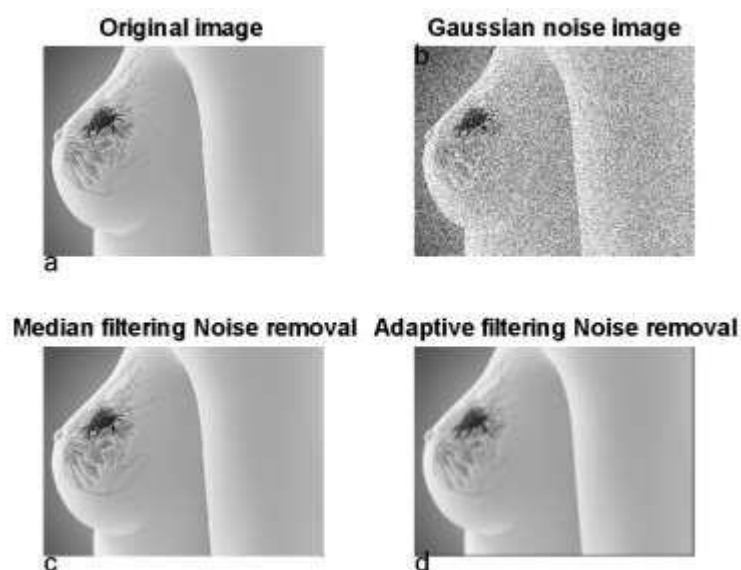 Original image
Gaussian noise image
b
a
Median filtering Noise removal
Adaptive filtering Noise removal
c
d